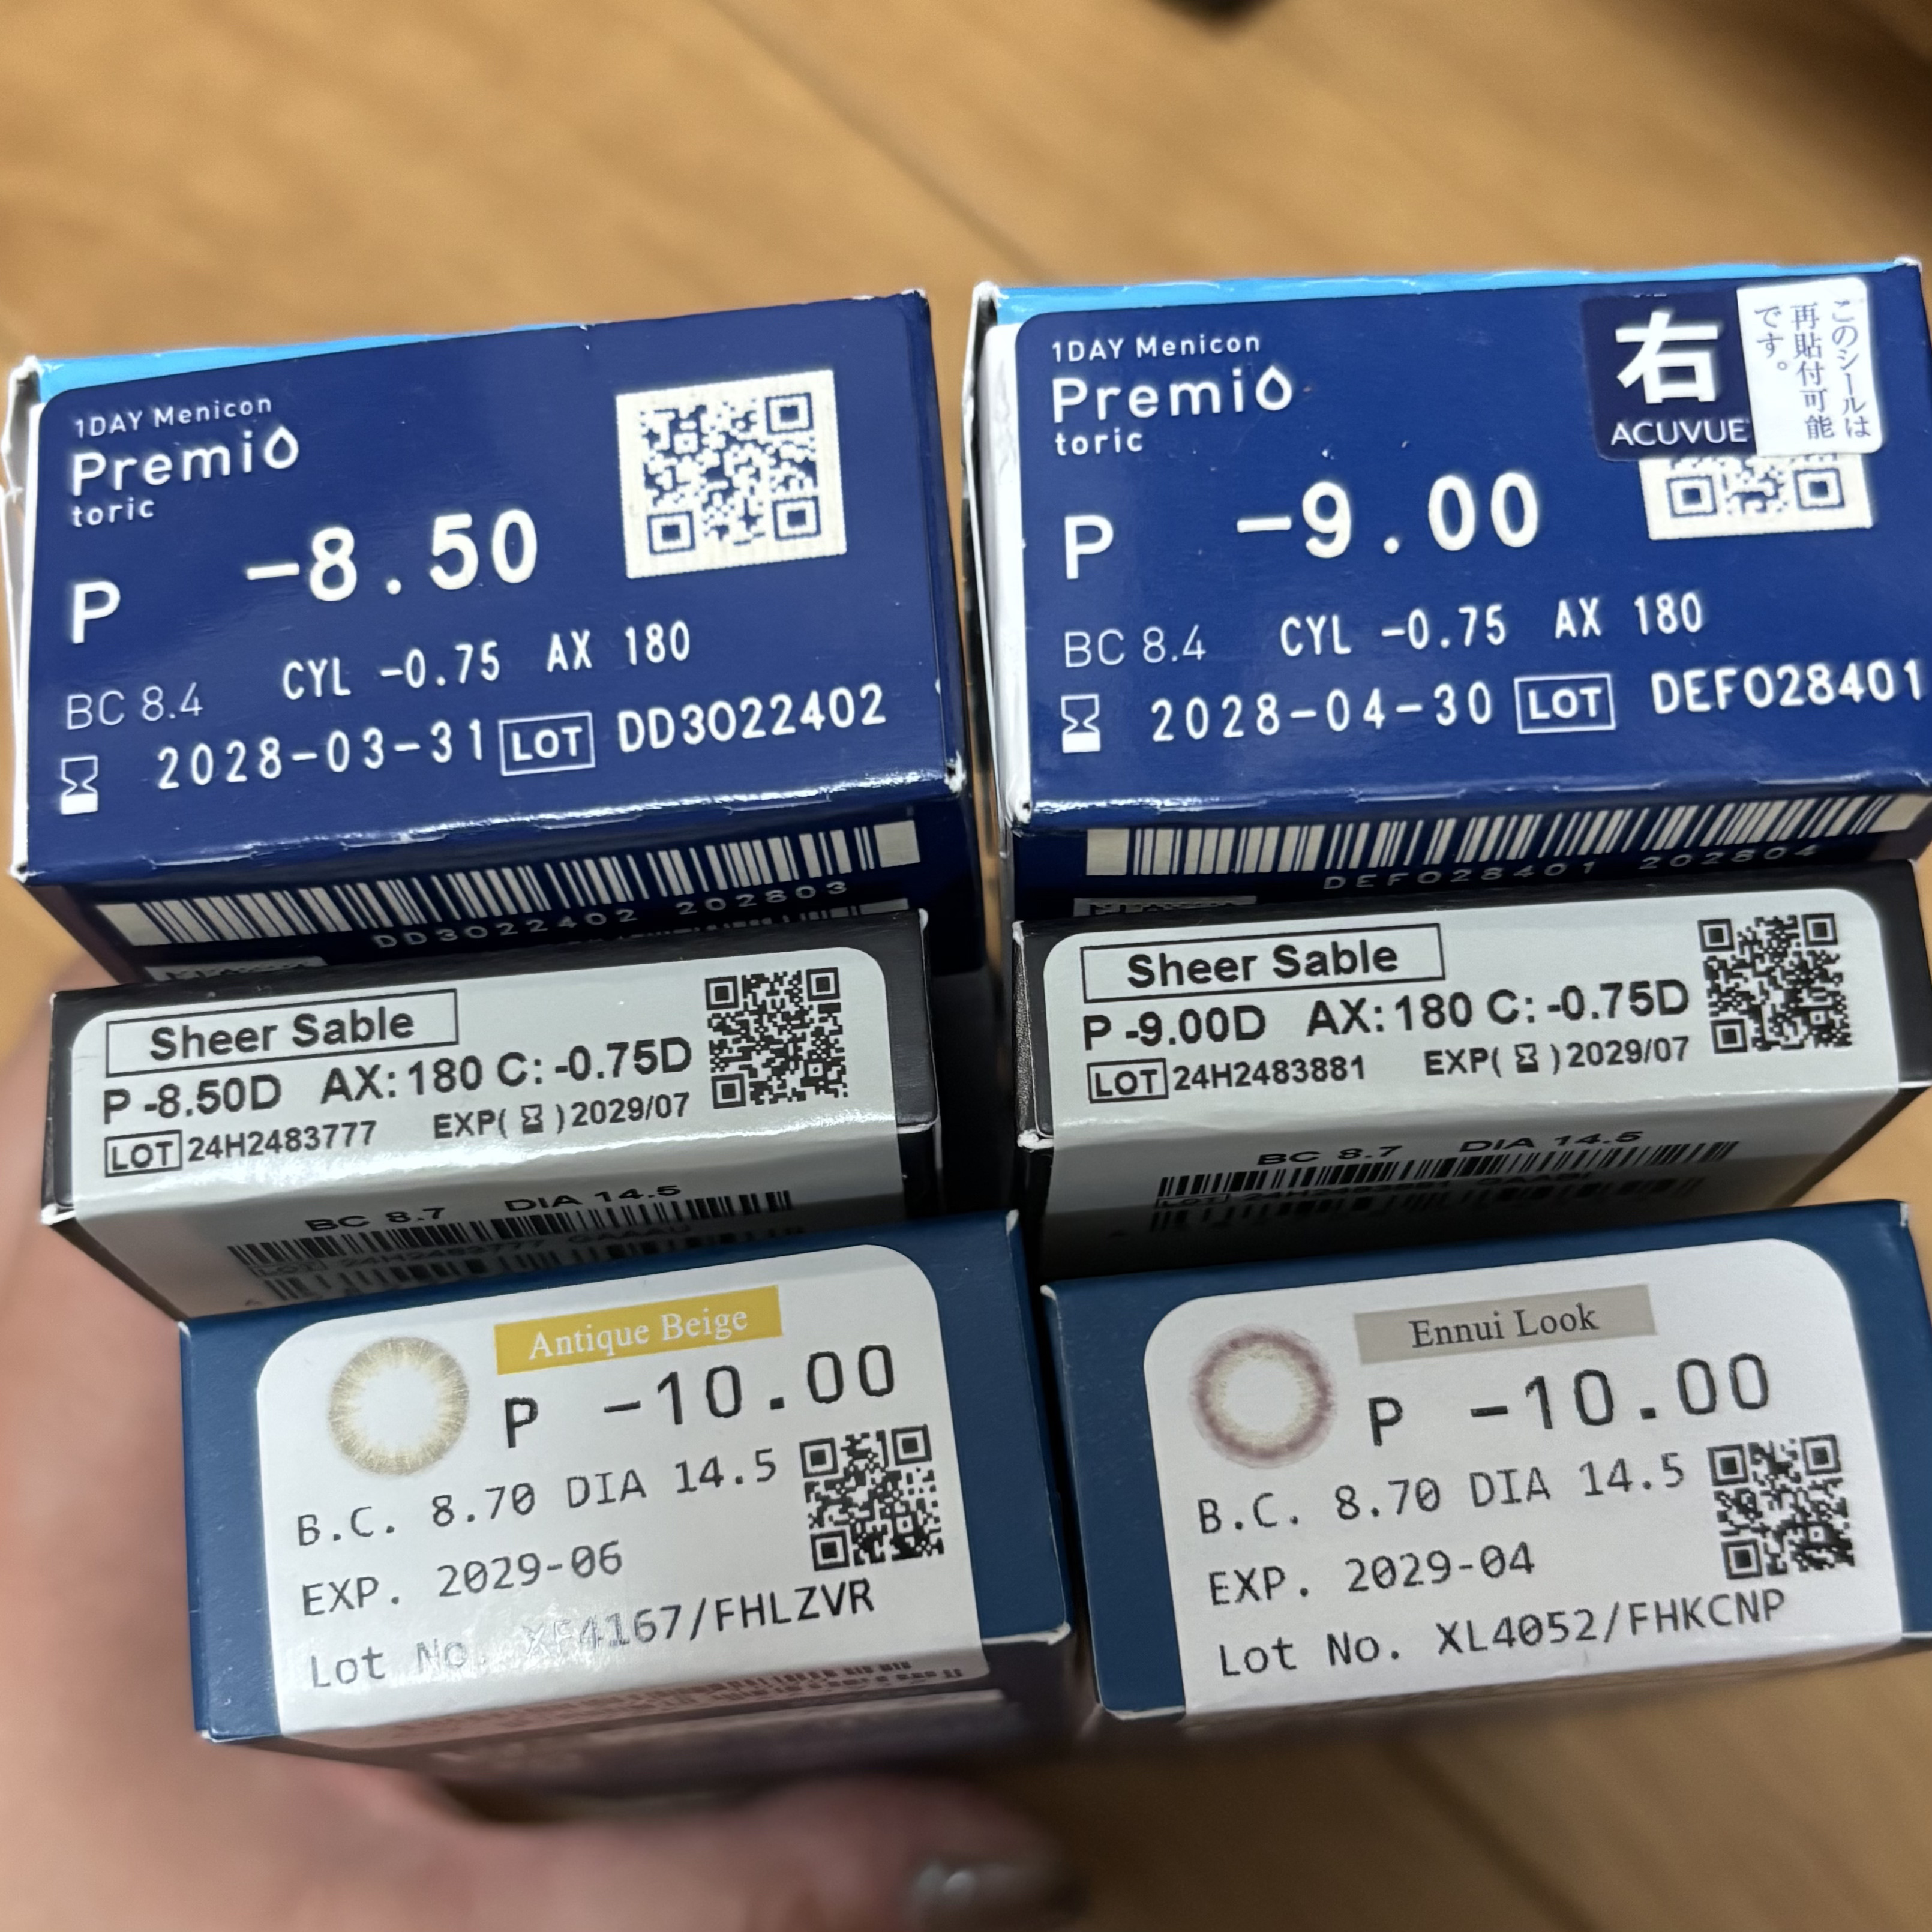 1DAY Menicon
Premio
toric
P -8.50
BC 8.4 CYL -0.75 AX 180
2028-03-31 LOT DD3022402
DD3022402 202803
1DAY Menicon
Premio
toric
P -9.00
BC 8.4 CYL -0.75 AX 180
2028-04-30 LOT DEF028401
DEF028401 202804
右
ACUVUE
このシールは
再貼付可能
です。
Sheer Sable
P -8.50D AX: 180 C: -0.75D
LOT 24H2483777 EXP( ) 2029/07
BC 8.7 DIA 14.5
Sheer Sable
P -9.00D AX: 180 C: -0.75D
LOT 24H2483881 EXP( ) 2029/07
BC 8.7 DIA 14.5
Antique Beige
P -10.00
B.C. 8.70 DIA 14.5
EXP. 2029-06
Lot No.
Ennui Look
P -10.00
B.C. 8.70 DIA 14.5
EXP. 2029-04
Lot No. XL4052/FHKCNP